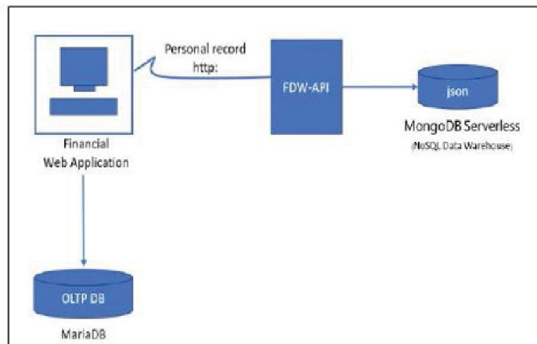 Personal record
http:
FDW-API
json
MongoDB Serverless
(NoSQL Data Warehouse)
Financial
Web Application
OLTP DB
MariaDB